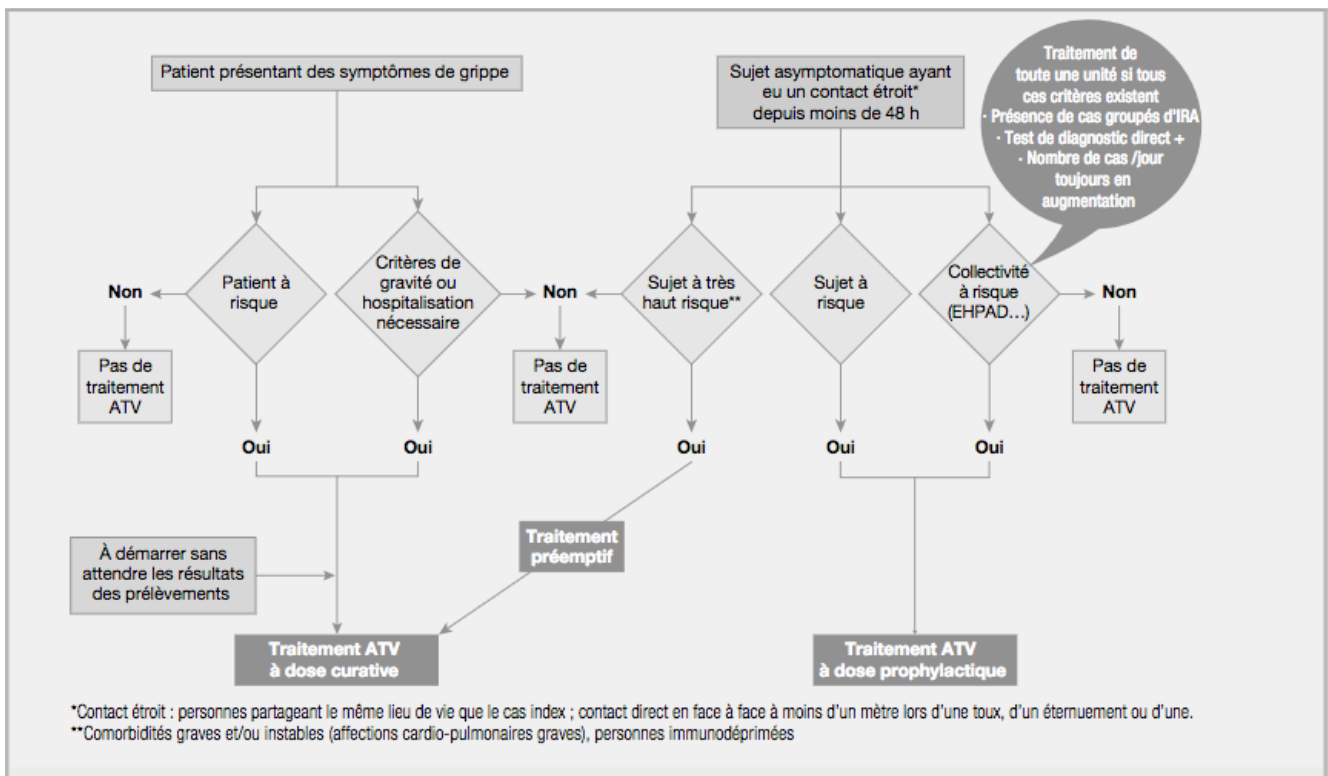 Patient présentant des symptômes de grippe
Sujet asymptomatique ayant
eu un contact étroit*
depuis moins de 48 h
Traitement de
toute une unité si tous
ces critères existent
· Présence de cas groupés d'IRA
· Test de diagnostic direct +
· Nombre de cas /jour
toujours en
augmentation
Non
Patient à
risque
Critères de
gravité ou
hospitalisation
nécessaire
Non
Sujet à très
haut risque**
Sujet à
risque
Collectivité
à risque
(EHPAD...)
Non
Pas de
traitement
ATV
Pas de
traitement
ATV
Pas de
traitement
ATV
Oui
Oui
Oui
Oui
Oui
À démarrer sans
attendre les résultats
des prélèvements
Traitement
préemptif
Traitement ATV
à dose curative
Traitement ATV
à dose prophylactique
*Contact étroit : personnes partageant le même lieu de vie que le cas index ; contact direct en face à face à moins d'un mètre lors d'une toux, d'un éternuement ou d'une.
**Comorbidités graves et/ou instables (affections cardio-pulmonaires graves), personnes immunodéprimées